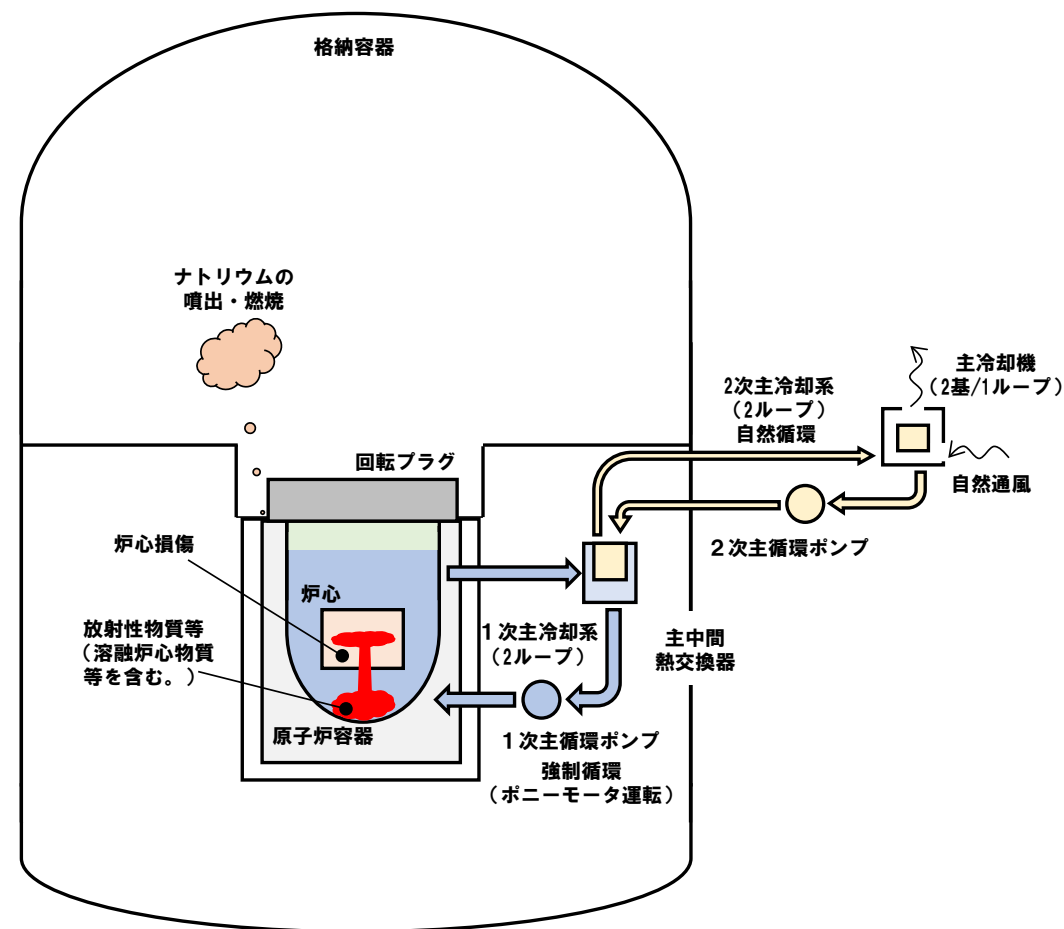 格納容器
ナトリウムの
噴出・燃焼
主冷却機
(2基/1ループ)
2次主冷却系
(2ループ)
自然循環
自然通風
回転プラグ
2次主循環ポンプ
炉心損傷
炉心
放射性物質等
(溶融炉心物質
等を含む。)
1次主冷却系
(2ループ)
主中間
熱交換器
原子炉容器
1次主循環ポンプ
強制循環
(ポニーモータ運転)